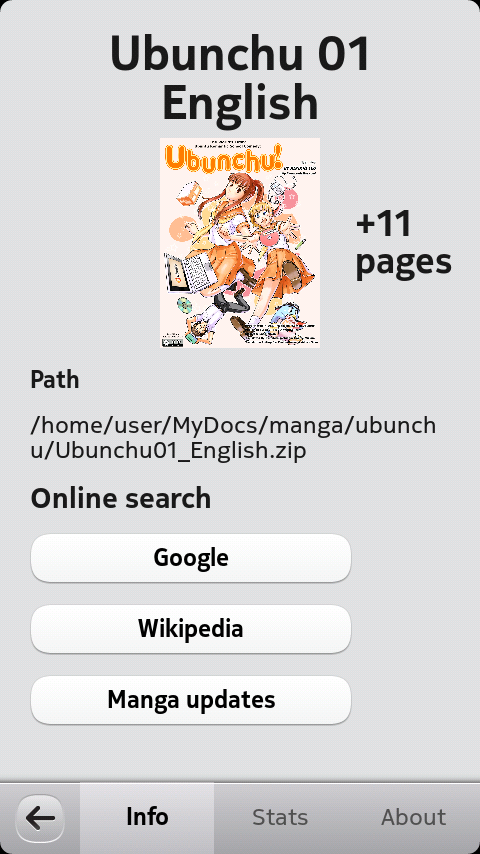 Ubunchu 01
English
Ubunchu!
+11
pages
Path
/home/user/MyDocs/manga/ubunch
u/Ubunchu01_English.zip
Online search
Google
Wikipedia
Manga updates
Info
Stats
About